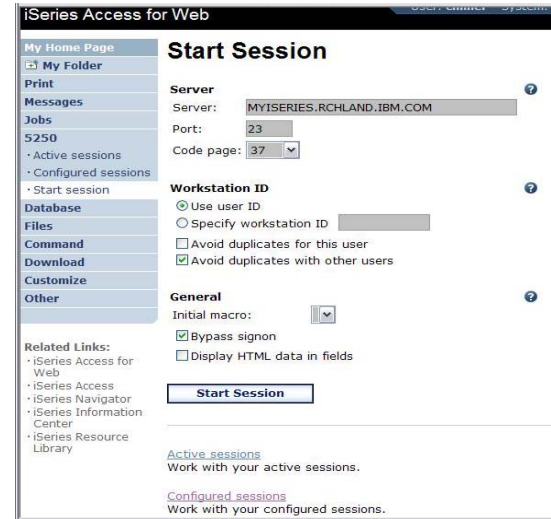 iSeries Access for Web
My Home Page
My Folder
Print
Messages
Jobs
5250
· Active sessions
· Configured sessions
· Start session
Database
Files
Command
Download
Customize
Other
Related Links:
· iSeries Access for
Web
· iSeries Access
· iSeries Navigator
· iSeries Information
Center
· iSeries Resource
Library
Start Session
Server
Server: MYISERIES.RCHLAND.IBM.COM
Port: 23
Code page: 37
Workstation ID
Use user ID
Specify workstation ID
Avoid duplicates for this user
Avoid duplicates with other users
General
Initial macro:
Bypass signon
Display HTML data in fields
Start Session
Active sessions
Work with your active sessions.
Configured sessions
Work with your configured sessions.